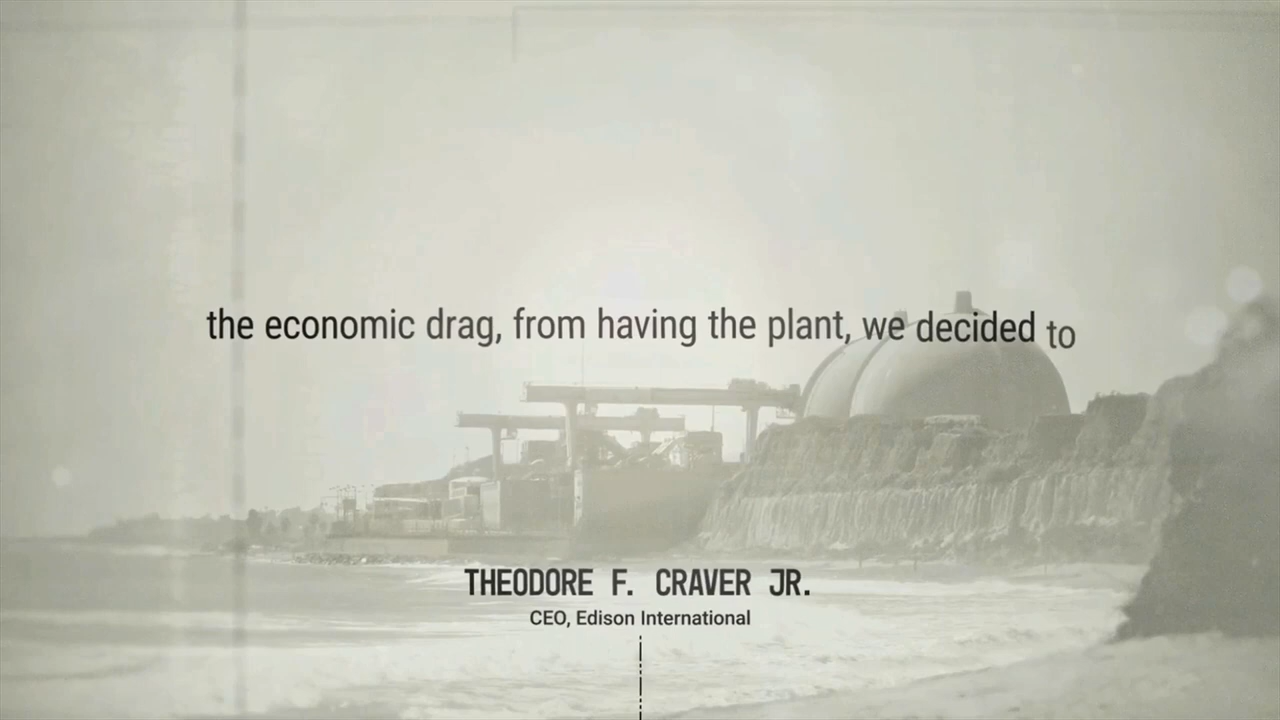 the economic drag, from having the plant, we decided to
THEODORE F. CRAVER JR.
CEO, Edison International